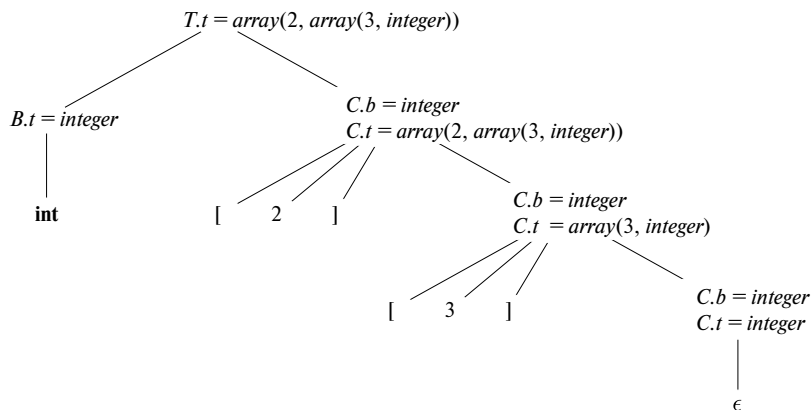 T.t = array(2, array(3, integer))
B.t = integer
C.b = integer
C.t = array(2, array(3, integer))
int
[ 2 ]
C.b = integer
C.t = array(3, integer)
[ 3 ]
C.b = integer
C.t = integer
ϵ